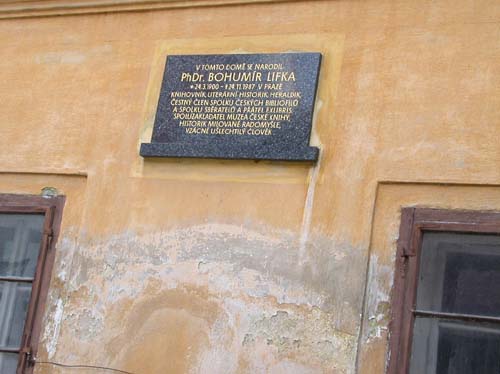 V TOMTO DOMĚ SE NARODIL
PhDr. BOHUMÍR LIFKA
*24.3.1900 - †24.11.1987 V PRAZE
KNIHOVNÍK, LITERÁRNÍ HISTORIK, HERALDIK,
ČESTNÝ ČLEN SPOLKU ČESKÝCH BIBLIOFILŮ
A SPOLKU SBĚRATELŮ A PŘÁTEL EXLIBRIS,
SPOLUZAKLADATEL MUZEA ČESKÉ KNIHY,
HISTORIK MILOVANÉ RADOMYŠLE,
VZÁCNĚ UŠLECHTILÝ ČLOVĚK